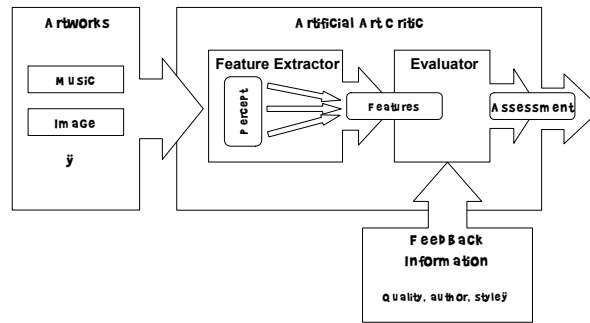 Artworks
Music
Image
ÿ
Artificial Art Critic
Feature Extractor
Percept
Features
Evaluator
Assessment
FeedBack
Information
Quality, author, styleÿ